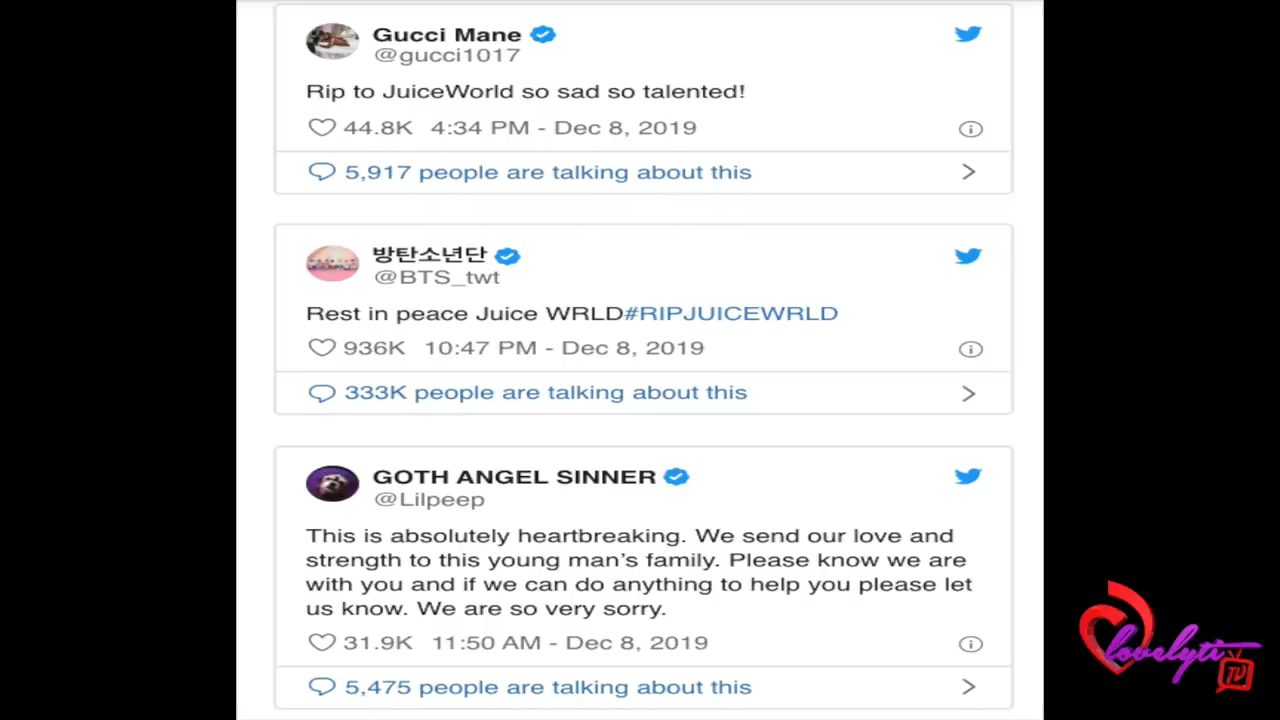 Gucci Mane
@gucci1017
Rip to JuiceWorld so sad so talented!
44.8K 4:34 PM - Dec 8, 2019
5,917 people are talking about this
방탄소년단
@BTS_twt
Rest in peace Juice WRLD#RIPJUICEWRLD
936K 10:47 PM - Dec 8, 2019
333K people are talking about this
GOTH ANGEL SINNER
@Lilpeep
This is absolutely heartbreaking. We send our love and
strength to this young man’s family. Please know we are
with you and if we can do anything to help you please let
us know. We are so very sorry.
31.9K 11:50 AM - Dec 8, 2019
5,475 people are talking about this
lovelyti
TV